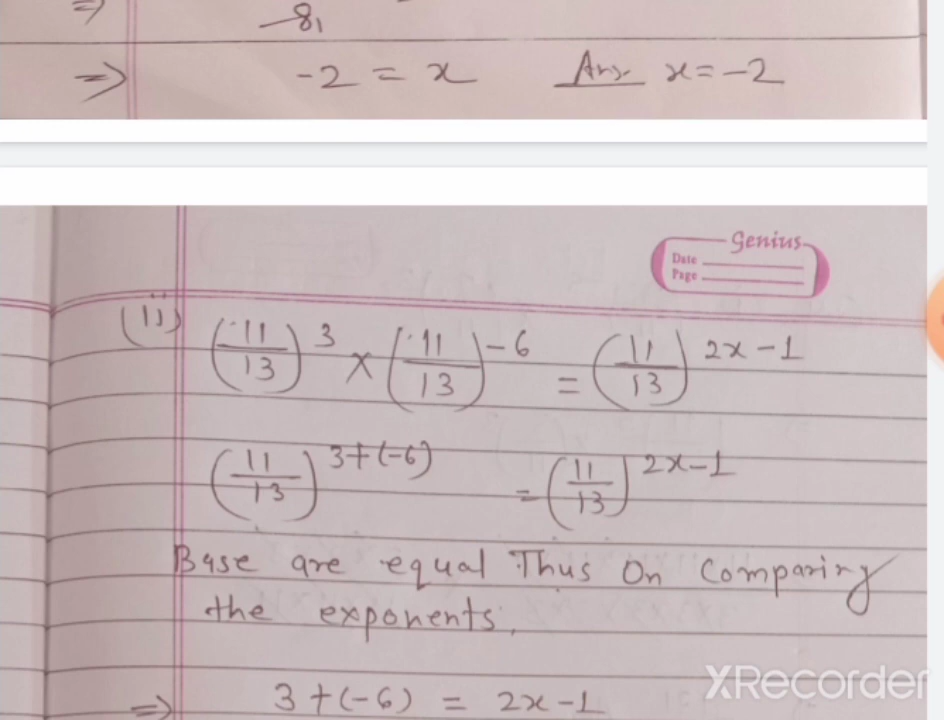 ⇒
-8,
⇒ -2 = x Ans. x = -2
Genius
Date
Page
(ii) (11/13)^3 × (11/13)^-6 = (11/13)^2x-1
(11/13)^3+(-6) = (11/13)^2x-1
Base are equal Thus On Comparing
the exponents,
⇒ 3+(-6) = 2x-1
XRecorder